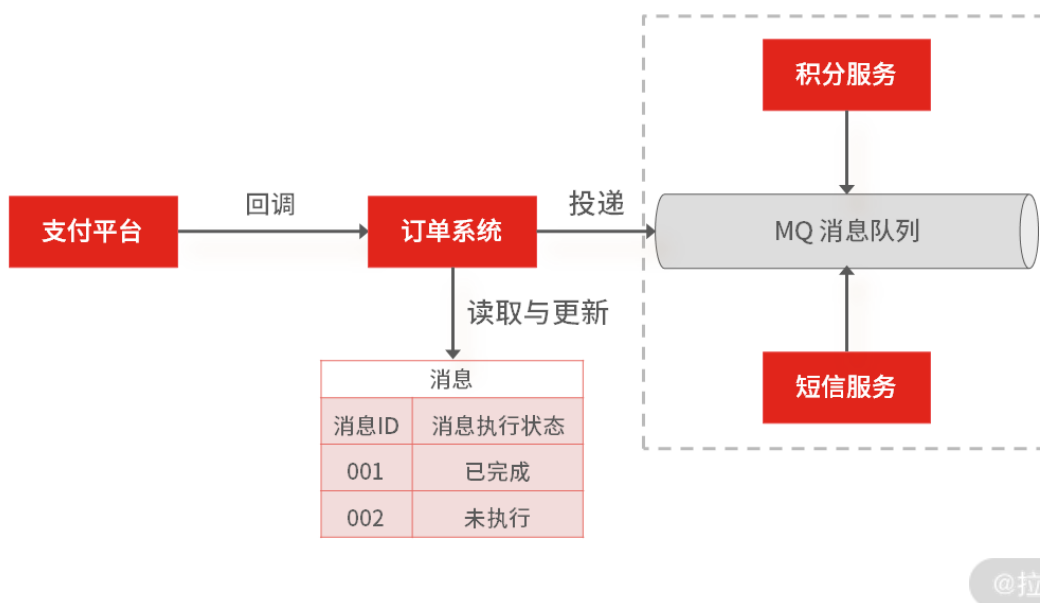 积分服务
支付平台
回调
订单系统
投递
MQ 消息队列
读取与更新
短信服务
消息
消息ID 消息执行状态
001 已完成
002 未执行
@拉